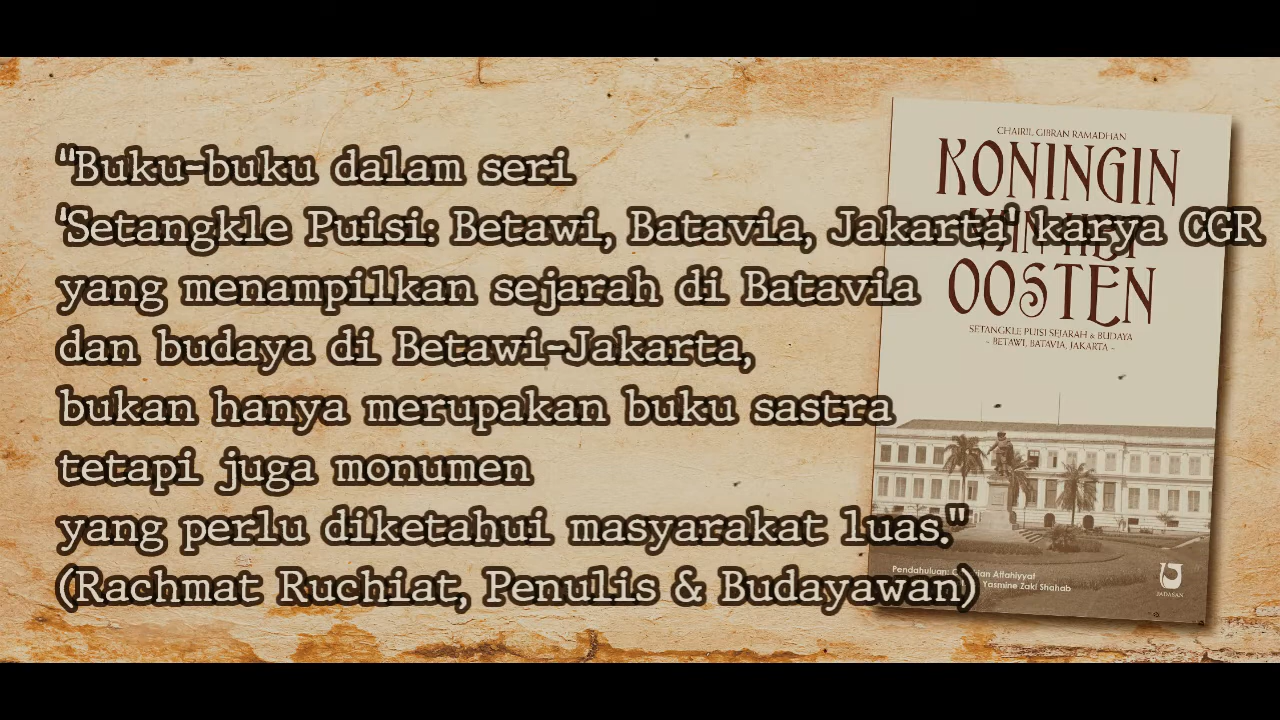 "Buku-buku dalam seri
'Setangkle Puisi: Betawi, Batavia, Jakarta' karya CGR
yang menampilkan sejarah di Batavia
dan budaya di Betawi-Jakarta,
bukan hanya merupakan buku sastra
tetapi juga monumen
yang perlu diketahui masyarakat luas."
(Rachmat Ruchiat, Penulis & Budayawan)
CHAIRIL GIBRAN RAMADHAN
KONINGIN
OOSTEN
SETANGKLE PUISI SEJARAH & BUDAYA
- BETAWI, BATAVIA, JAKARTA -
Pendahuluan:
Attahiyyat
Yasmine Zaki Shahab
PADASAN